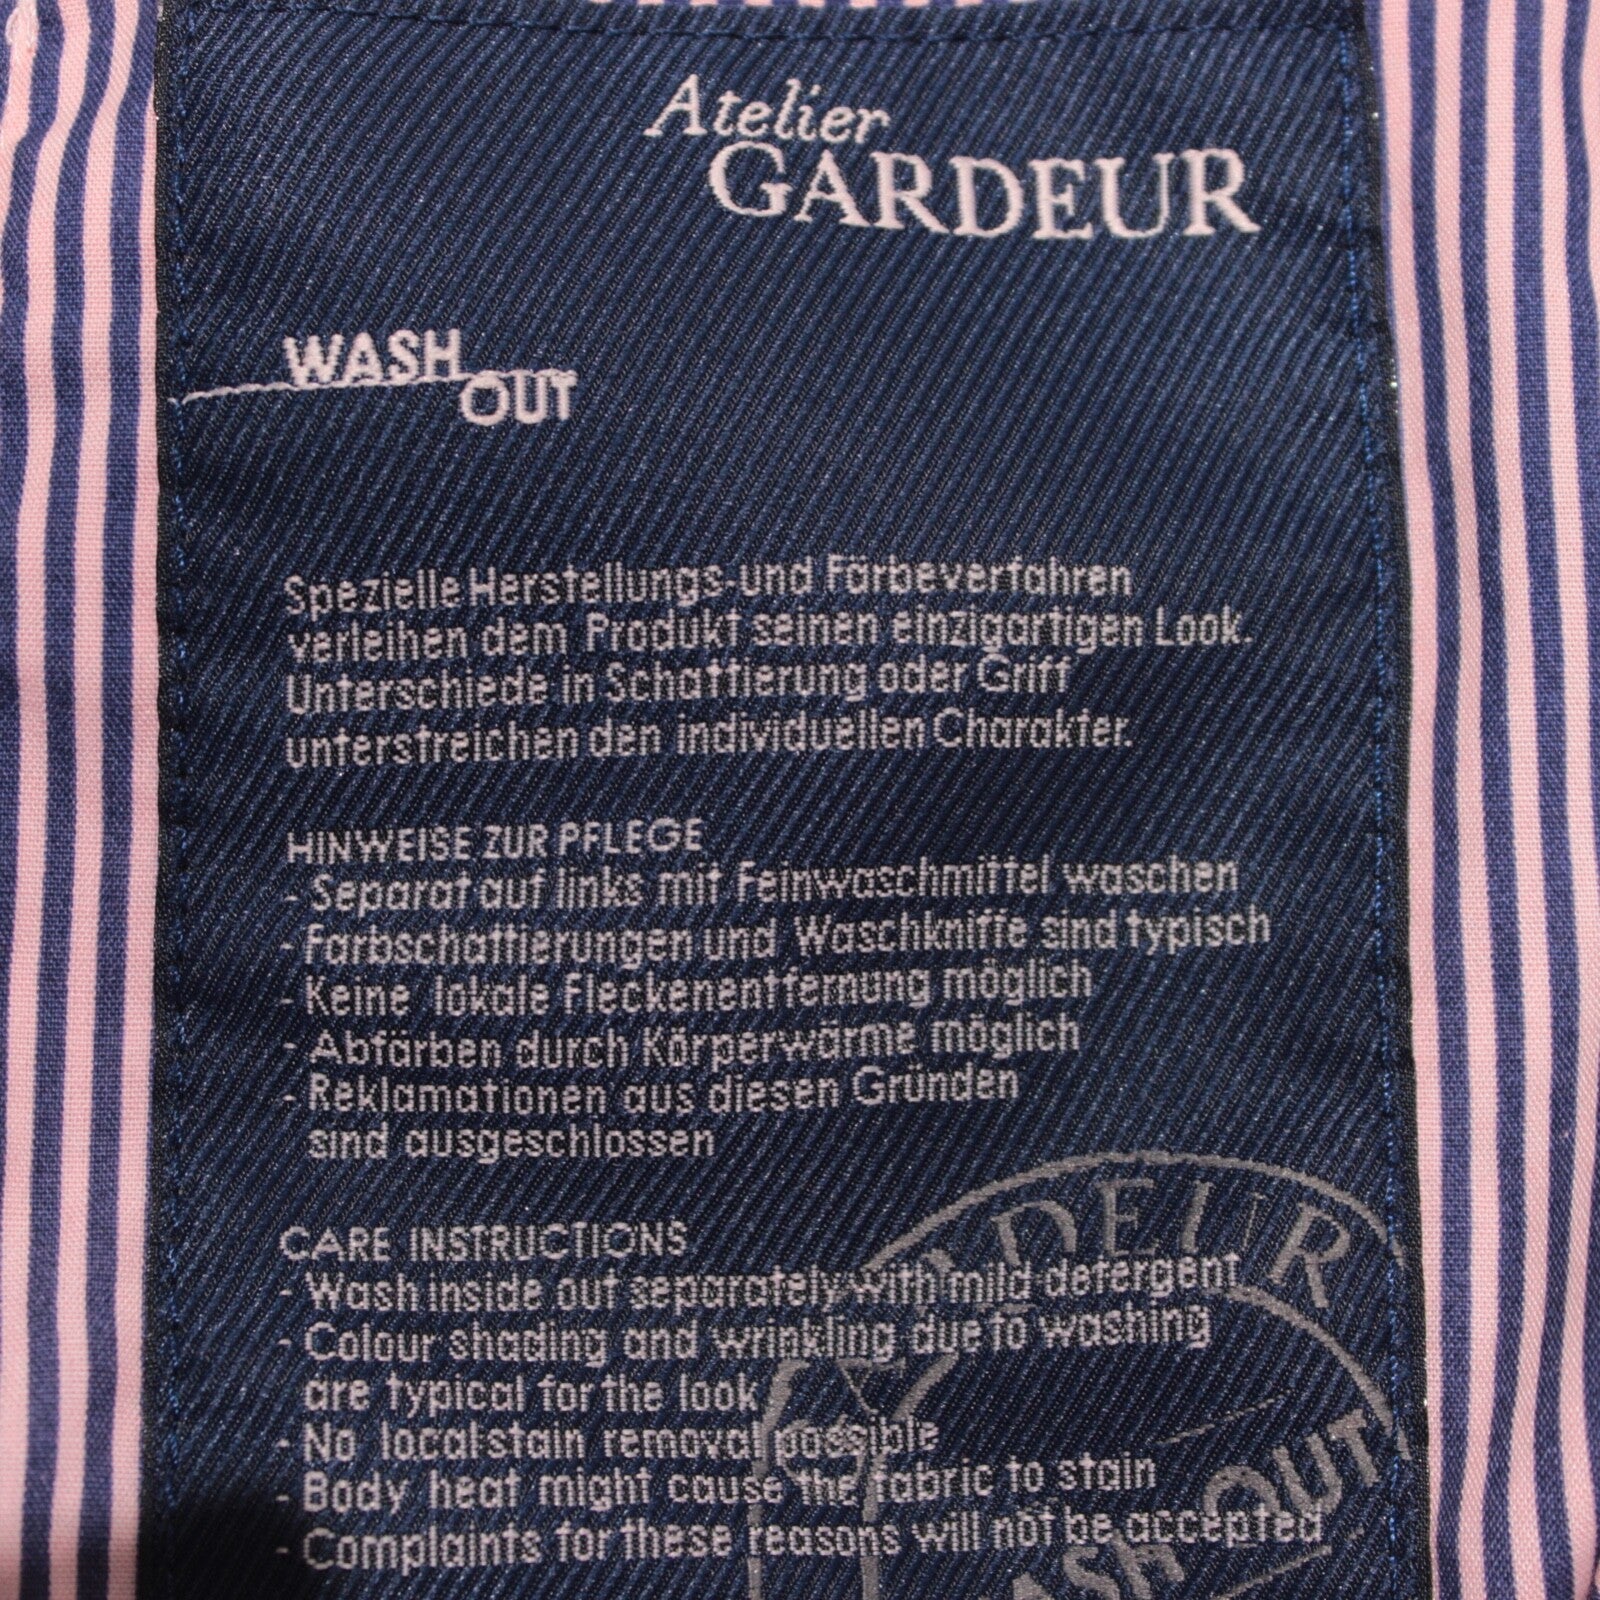 Atelier
GARDEUR
WASH
OUT
Spezielle Herstellungs-und Färbeverfahren
verleihen dem Produkt seinen einzigartigen Look.
Unterschiede in Schattierung oder Griff
unterstreichen den individuellen Charakter.
HINWEISE ZUR PFLEGE
- Separat auf links mit Feinwaschmittel waschen
- Farbschattierungen und Waschkniffe sind typisch
- Keine lokale Fleckenentfernung möglich
- Abfärben durch Körperwärme möglich
- Reklamationen aus diesen Gründen
sind ausgeschlossen
CARE INSTRUCTIONS
- Wash inside out separately with mild detergent
- Colour shading and wrinkling due to washing
are typical for the look
- No local stain removal possible
- Body heat might cause the fabric to stain
- Complaints for these reasons will not be accepted
DEUR
OUT